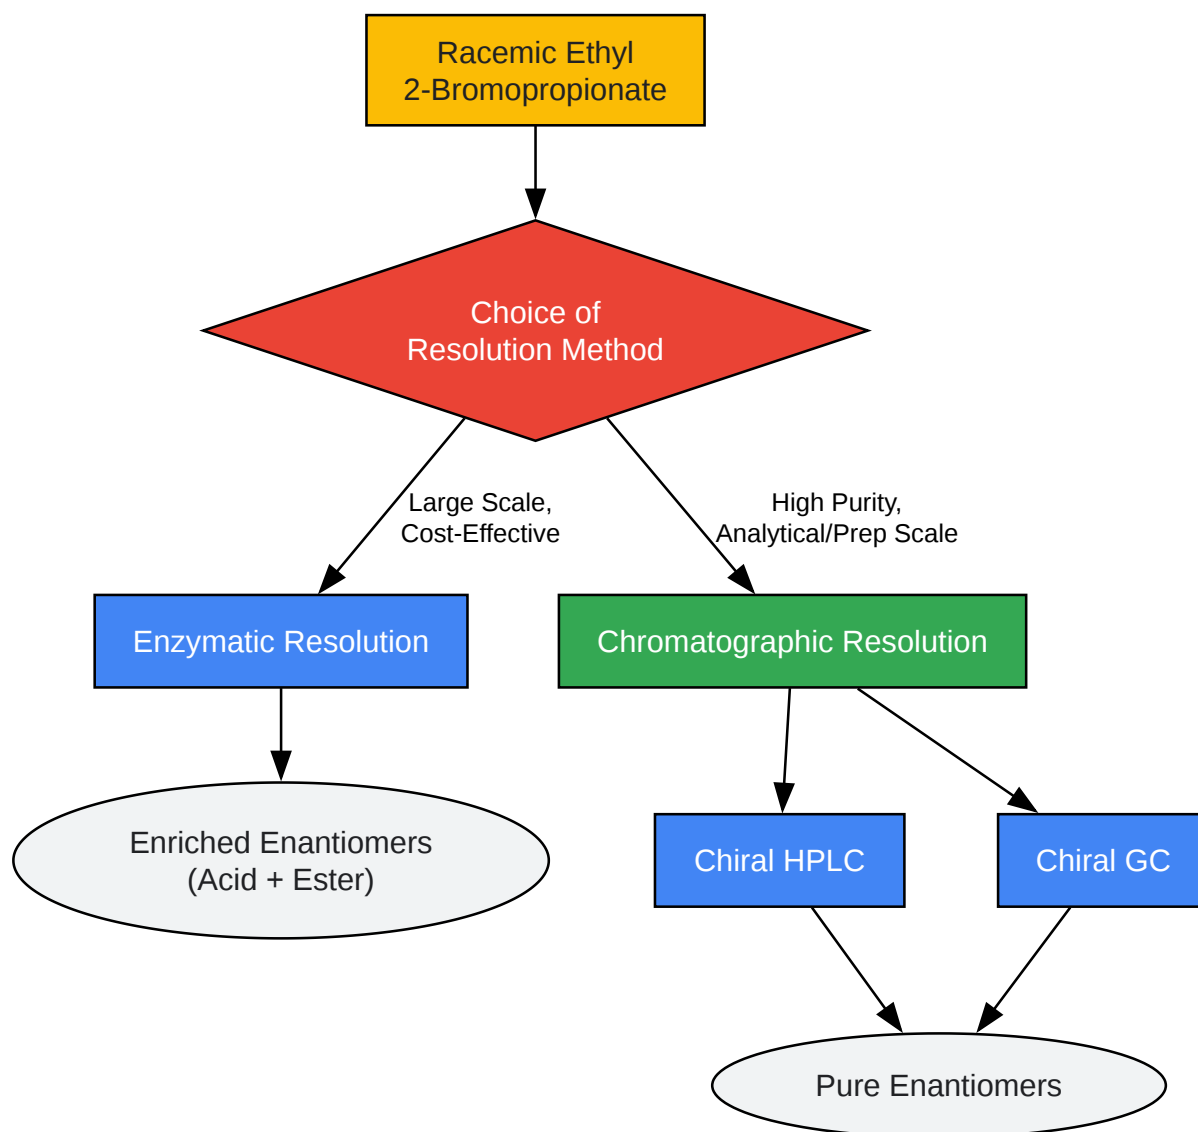 Racemic Ethyl
2-Bromopropionate
Choice of
Resolution Method
Large Scale,
Cost-Effective
High Purity,
Analytical/Prep Scale
Enzymatic Resolution
Chromatographic Resolution
Enriched Enantiomers
(Acid + Ester)
Chiral HPLC
Chiral GC
Pure Enantiomers